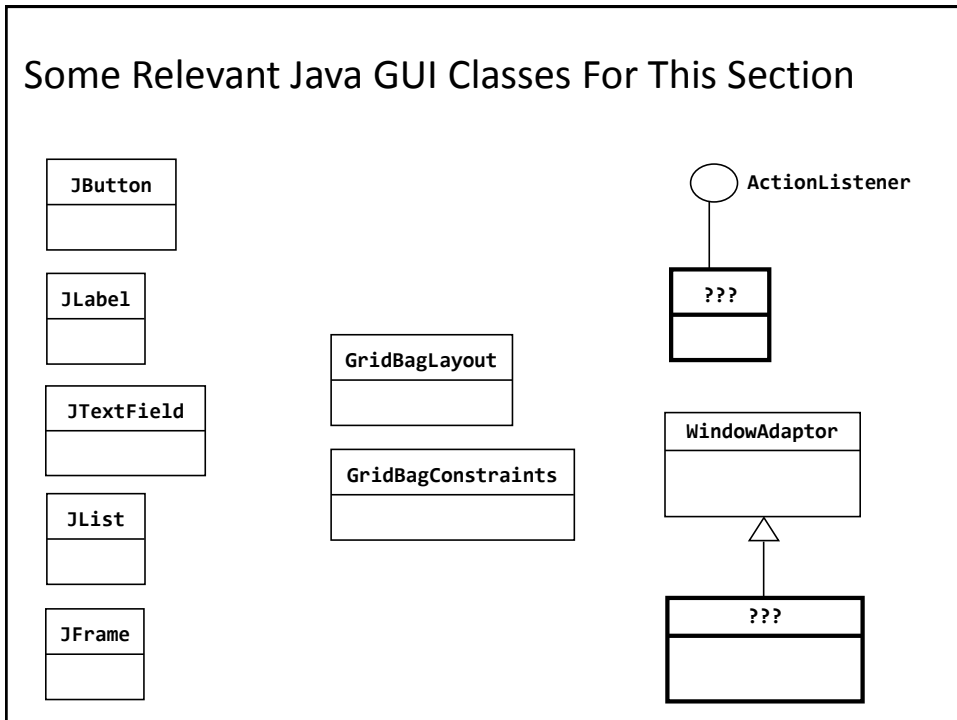 Some Relevant Java GUI Classes For This Section
JButton
JLabel
JTextField
JList
JFrame
GridBagLayout
GridBagConstraints
ActionListener
???
WindowAdaptor
???